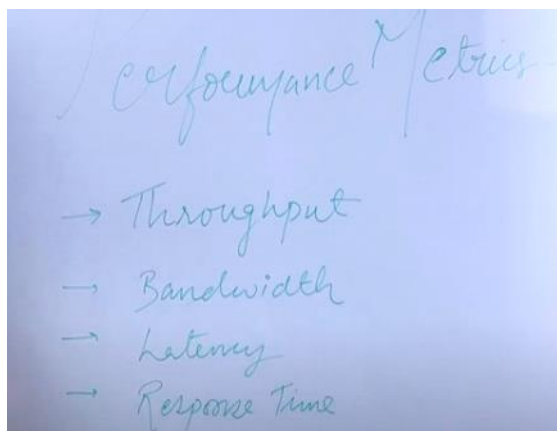 Performance Metrics
→ Throughput
→ Bandwidth
→ Latency
→ Response Time